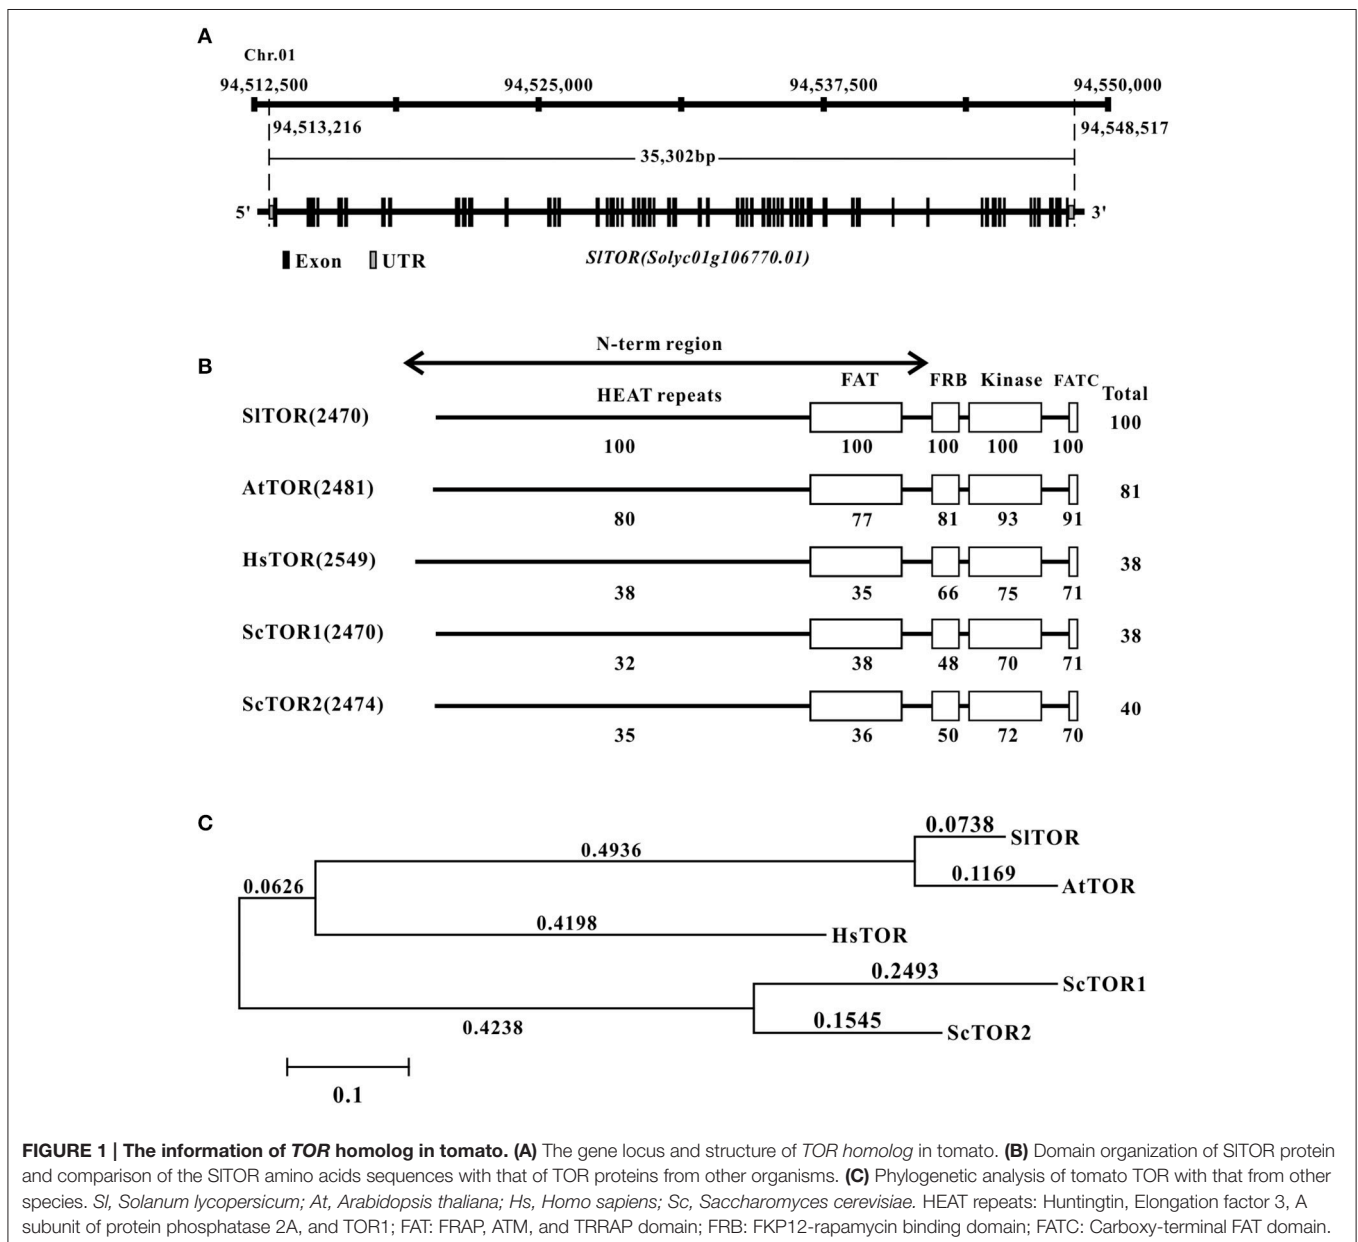 A
Chr.01
94,512,500 94,525,000 94,537,500 94,550,000
94,513,216 94,548,517
35,302bp
5' 3'
Exon UTR SlTOR(Solyc01g106770.01)
B
N-term region
FAT FRB Kinase FATC
HEAT repeats Total
SlTOR(2470) 100
100 100 100 100 100
AtTOR(2481) 81
80 77 81 93 91
HsTOR(2549) 38
38 35 66 75 71
ScTOR1(2470) 38
32 38 48 70 71
ScTOR2(2474) 40
35 36 50 72 70
C
0.0738
SlTOR
0.4936
0.1169
AtTOR
0.0626
0.4198
HsTOR
0.2493
ScTOR1
0.4238
0.1545
ScTOR2
0.1
FIGURE 1 | The information of TOR homolog in tomato. (A) The gene locus and structure of TOR homolog in tomato. (B) Domain organization of SlTOR protein
and comparison of the SlTOR amino acids sequences with that of TOR proteins from other organisms. (C) Phylogenetic analysis of tomato TOR with that from other
species. Sl, Solanum lycopersicum; At, Arabidopsis thaliana; Hs, Homo sapiens; Sc, Saccharomyces cerevisiae. HEAT repeats: Huntingtin, Elongation factor 3, A
subunit of protein phosphatase 2A, and TOR1; FAT: FRAP, ATM, and TRRAP domain; FRB: FKP12-rapamycin binding domain; FATC: Carboxy-terminal FAT domain.